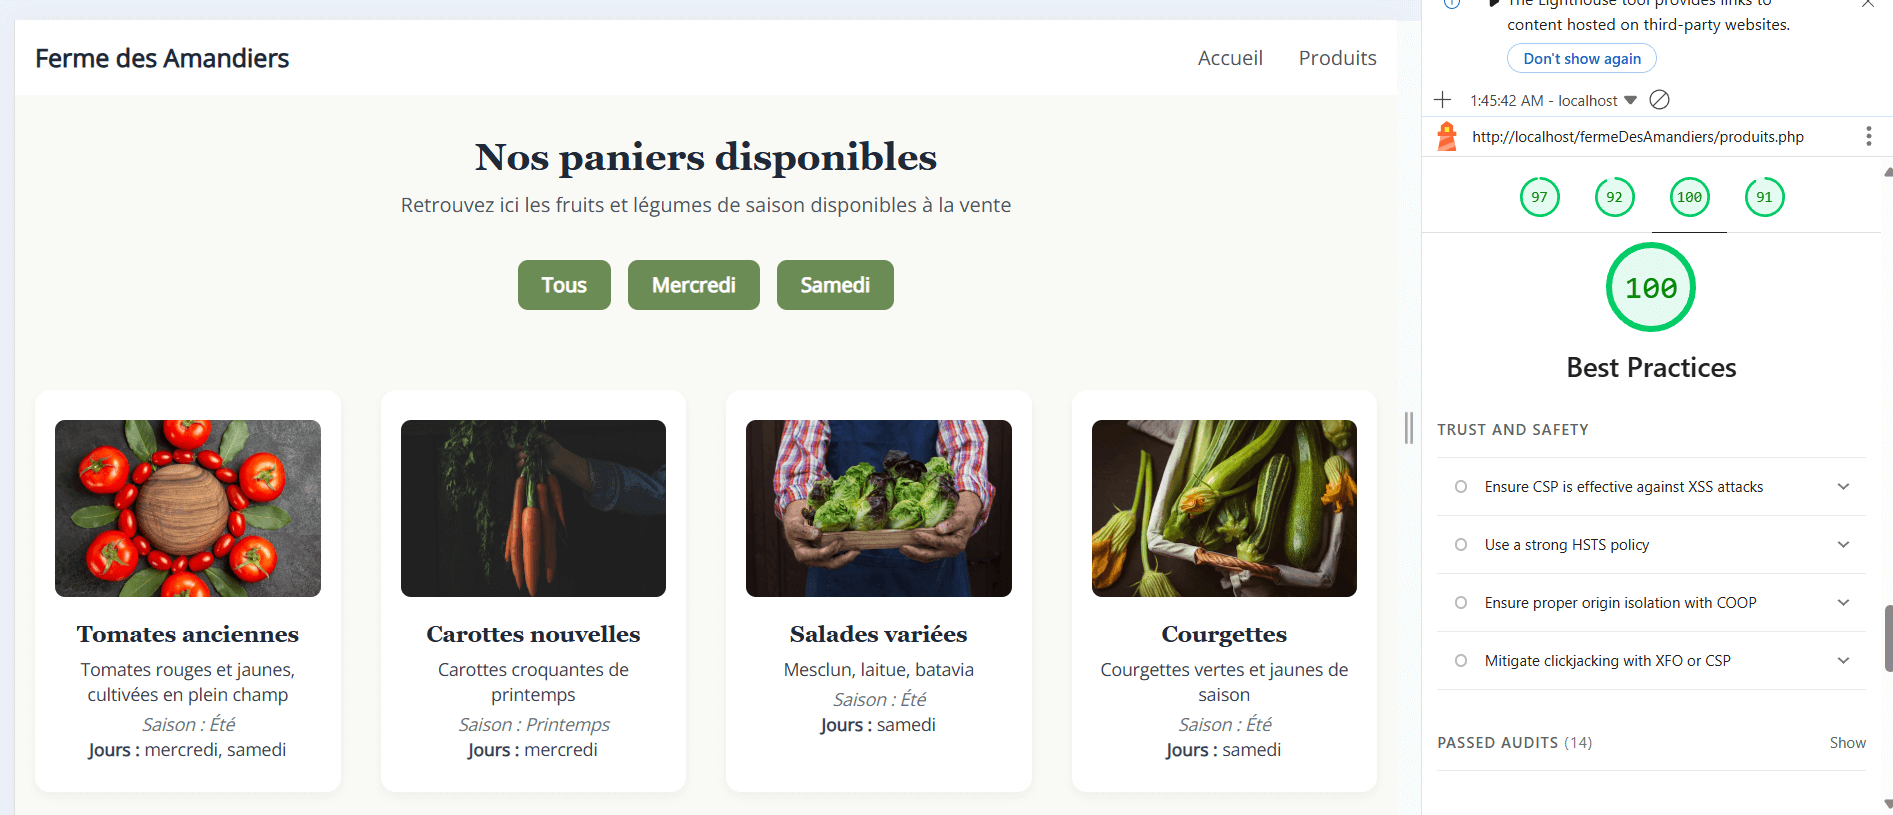 Ferme des Amandiers
Accueil Produits
Nos paniers disponibles
Retrouvez ici les fruits et légumes de saison disponibles à la vente
Tous Mercredi Samedi
Tomates anciennes
Tomates rouges et jaunes,
cultivées en plein champ
Saison : Été
Jours : mercredi, samedi
Carottes nouvelles
Carottes croquantes de
printemps
Saison : Printemps
Jours : mercredi
Salades variées
Mesclun, laitue, batavia
Saison : Été
Jours : samedi
Courgettes
Courgettes vertes et jaunes de
saison
Saison : Été
Jours : samedi
The Lighthouse tool provides links to
content hosted on third-party websites.
Don't show again
1:45:42 AM - localhost
http://localhost/fermeDesAmandiers/produits.php
97 92 100 91
100
Best Practices
TRUST AND SAFETY
Ensure CSP is effective against XSS attacks
Use a strong HSTS policy
Ensure proper origin isolation with COOP
Mitigate clickjacking with XFO or CSP
PASSED AUDITS (14) Show